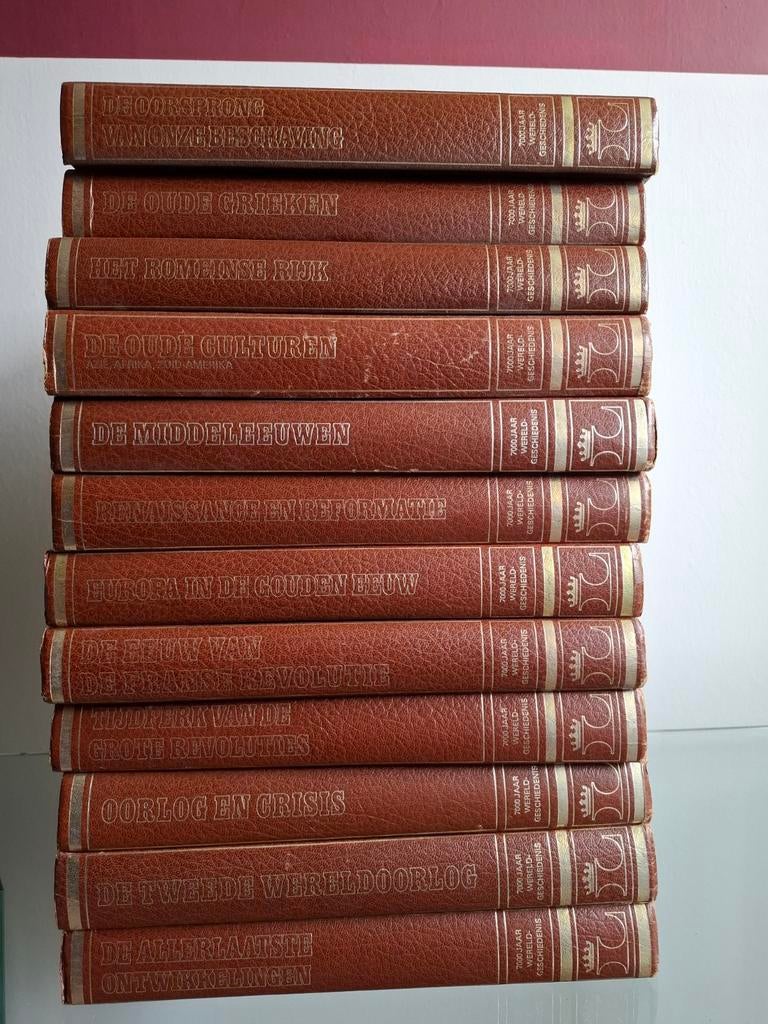 DE OORSPRONG
VAN ONZE BESCHAVING
7000 JAAR
WERELD-
GESCHIEDENIS
DE OUDE GRIEKEN
7000 JAAR
WERELD-
GESCHIEDENIS
HET ROMEINSE RIJK
7000 JAAR
WERELD-
GESCHIEDENIS
DE OUDE CULTUREN
AZIE, AFRIKA, ZUID-AMERIKA
7000 JAAR
WERELD-
GESCHIEDENIS
DE MIDDELEEUWEN
7000 JAAR
WERELD-
GESCHIEDENIS
RENAISSANCE EN REFORMATIE
7000 JAAR
WERELD-
GESCHIEDENIS
EUROPA IN DE GOUDEN EEUW
7000 JAAR
WERELD-
GESCHIEDENIS
DE EEUW VAN
DE FRANSE REVOLUTIE
7000 JAAR
WERELD-
GESCHIEDENIS
TIJDPERK VAN DE
GROTE REVOLUTIES
7000 JAAR
WERELD-
GESCHIEDENIS
OORLOG EN CRISIS
7000 JAAR
WERELD-
GESCHIEDENIS
DE TWEEDE WERELDOORLOG
7000 JAAR
WERELD-
GESCHIEDENIS
DE ALLERLAATSTE
ONTWIKKELINGEN
7000 JAAR
WERELD-
GESCHIEDENIS